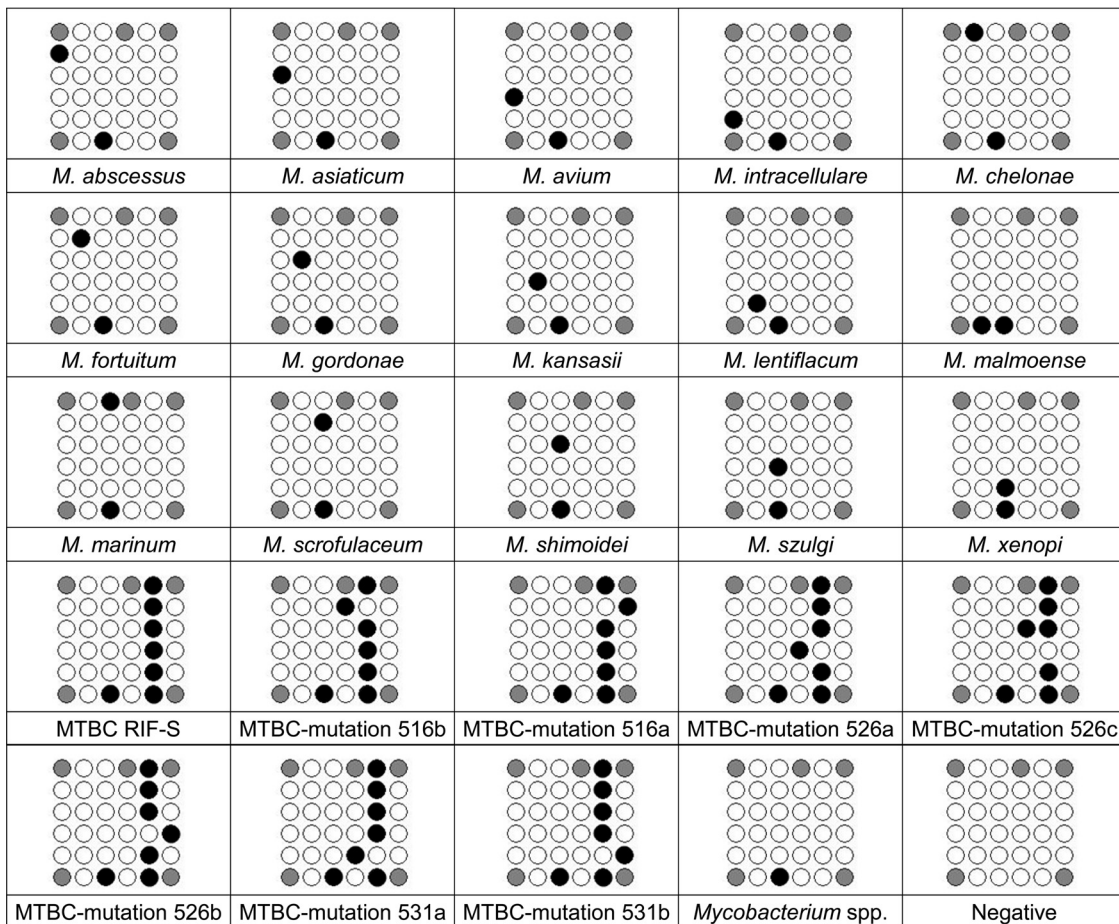 M. abscessus
M. asiaticum
M. avium
M. intracellulare
M. chelonae
M. fortuitum
M. gordonae
M. kansasii
M. lentiflacum
M. malmoense
M. marinum
M. scrofulaceum
M. shimoidei
M. szulgi
M. xenopi
MTBC RIF-S
MTBC-mutation 516b
MTBC-mutation 516a
MTBC-mutation 526a
MTBC-mutation 526c
MTBC-mutation 526b
MTBC-mutation 531a
MTBC-mutation 531b
Mycobacterium spp.
Negative